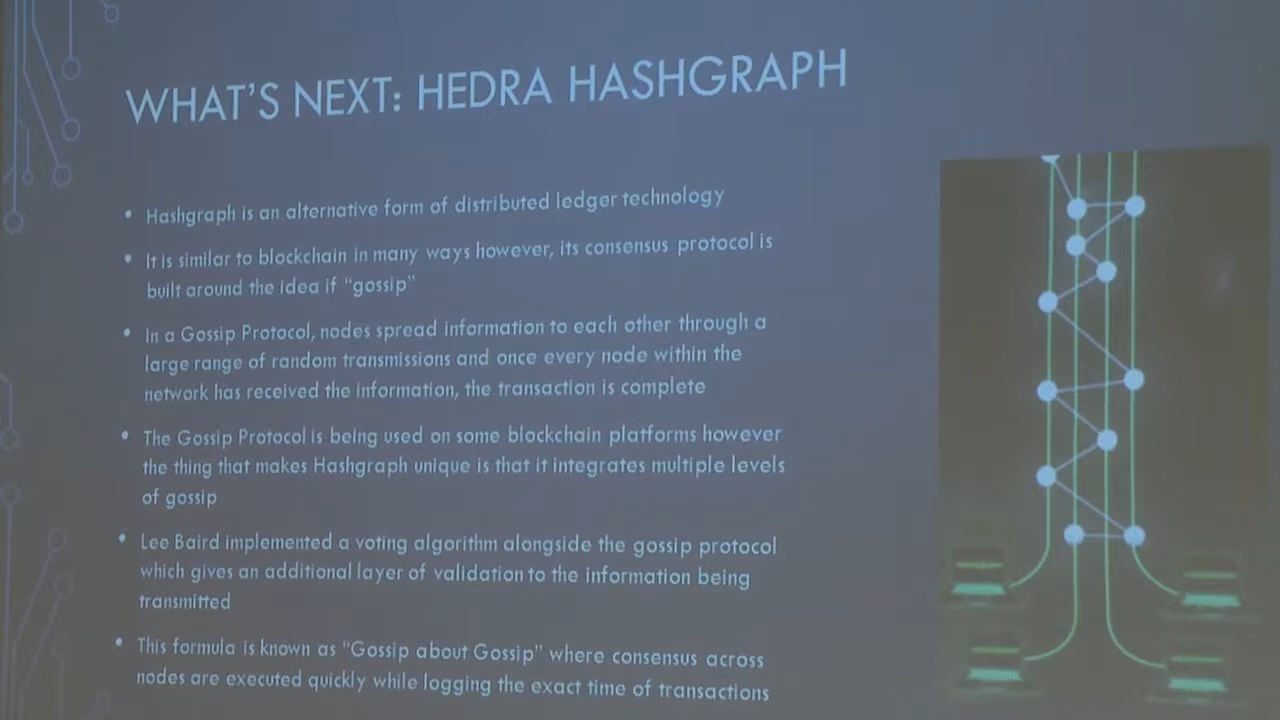 WHAT'S NEXT: HEDRA HASHGRAPH
• Hashgraph is an alternative form of distributed ledger technology
• It is similar to blockchain in many ways however, its consensus protocol is
built around the idea if "gossip"
• In a Gossip Protocol, nodes spread information to each other through a
large range of random transmissions and once every node within the
network has received the information, the transaction is complete
• The Gossip Protocol is being used on some blockchain platforms however
the thing that makes Hashgraph unique is that it integrates multiple levels
of gossip
• Lee Baird implemented a voting algorithm alongside the gossip protocol
which gives an additional layer of validation to the information being
transmitted
• This formula is known as "Gossip about Gossip" where consensus across
nodes are executed quickly while logging the exact time of transactions